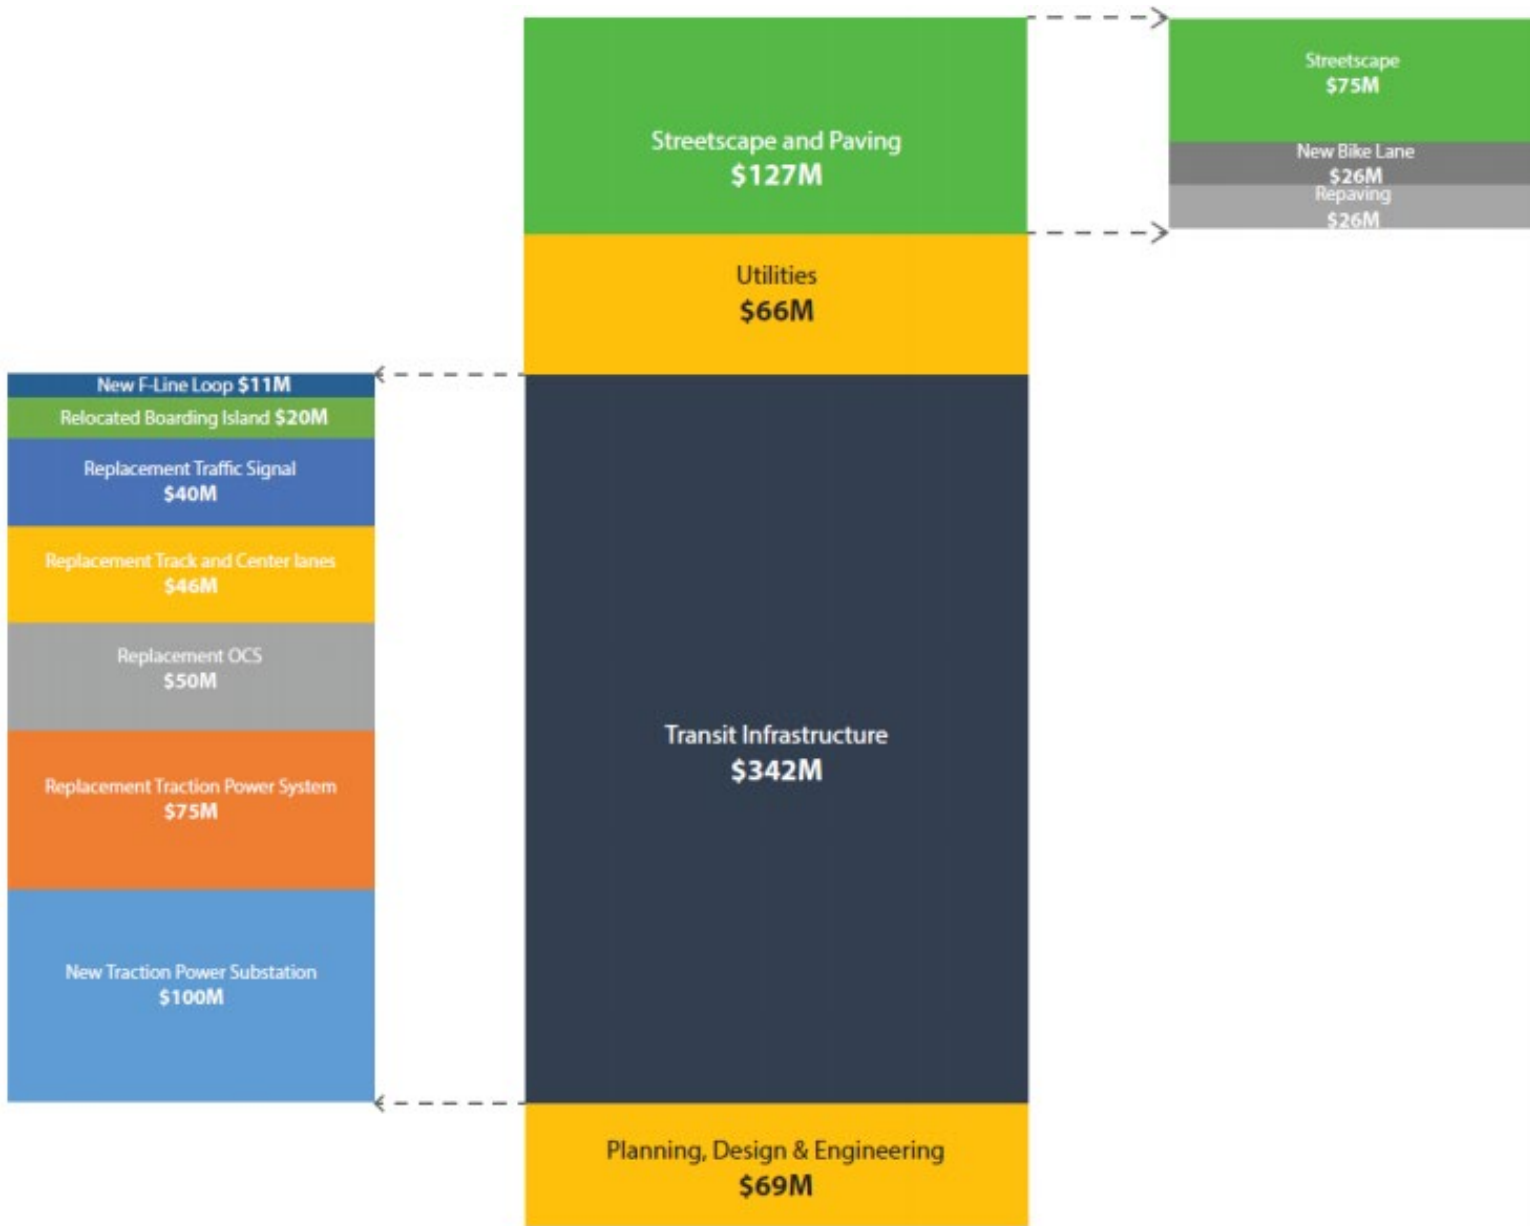 Streetscape and Paving
$127M
Utilities
$66M
Transit Infrastructure
$342M
Planning, Design & Engineering
$69M
Streetscape
$75M
New Bike Lane
$26M
Repaving
$26M
New F-Line Loop $11M
Relocated Boarding Island $20M
Replacement Traffic Signal
$40M
Replacement Track and Center lanes
$46M
Replacement OCS
$50M
Replacement Traction Power System
$75M
New Traction Power Substation
$100M